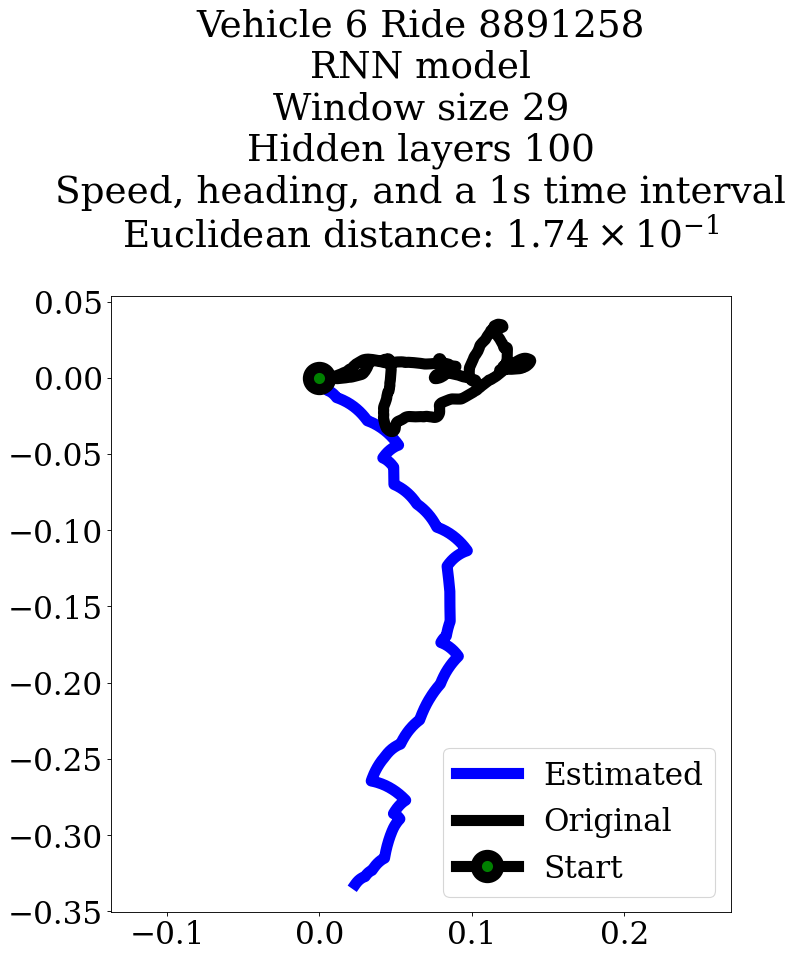 Vehicle 6 Ride 8891258
RNN model
Window size 29
Hidden layers 100
Speed, heading, and a 1s time interval
Euclidean distance: 1.74 × 10⁻¹
0.05
0.00
−0.05
−0.10
−0.15
−0.20
−0.25
−0.30
−0.35
Estimated
Original
Start
−0.1 0.0 0.1 0.2